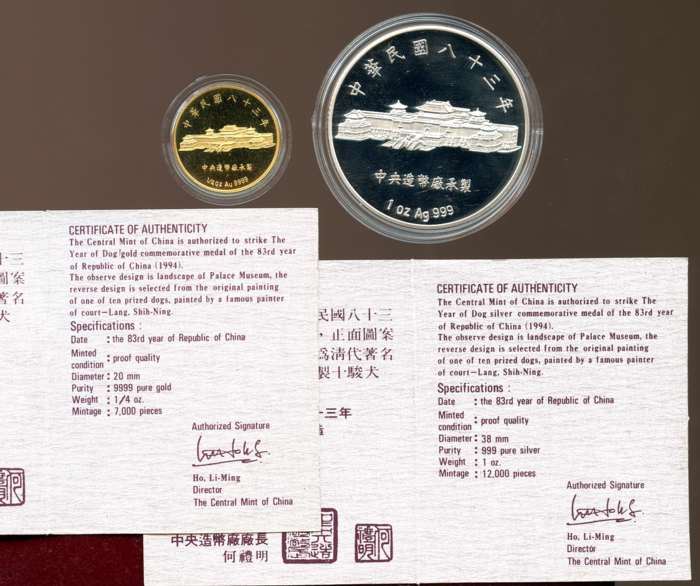 中華民國八十三年
中央造幣廠承製
1/4 oz Au 9999
中華民國八十三年
中央造幣廠承製
1 oz Ag 999
CERTIFICATE OF AUTHENTICITY
The Central Mint of China is authorized to strike The
Year of Dog/gold commemorative medal of the 83rd year
of Republic of China (1994).
The observe design is landscape of Palace Museum, the
reverse design is selected from the original painting
of one of ten prized dogs, painted by a famous painter
of court—Lang, Shih-Ning.
Specifications :
Date : the 83rd year of Republic of China
Minted condition : proof quality
Diameter : 20 mm
Purity : 9999 pure gold
Weight : 1/4 oz.
Mintage : 7,000 pieces
Authorized Signature
Ho, Li-Ming
Director
The Central Mint of China
十三
圖案
著名
犬
民國八十三
，正面圖案
為清代著名
製十駿犬
十三年
CERTIFICATE OF AUTHENTICITY
The Central Mint of China is authorized to strike The
Year of Dog silver commemorative medal of the 83rd year
of Republic of China (1994).
The observe design is landscape of Palace Museum, the
reverse design is selected from the original painting
of one of ten prized dogs, painted by a famous painter
of court—Lang, Shih-Ning.
Specifications :
Date : the 83rd year of Republic of China
Minted condition : proof quality
Diameter : 38 mm
Purity : 999 pure silver
Weight : 1 oz.
Mintage : 12,000 pieces
Authorized Signature
Ho, Li-Ming
Director
The Central Mint of China
中央造幣廠廠長
何禮明